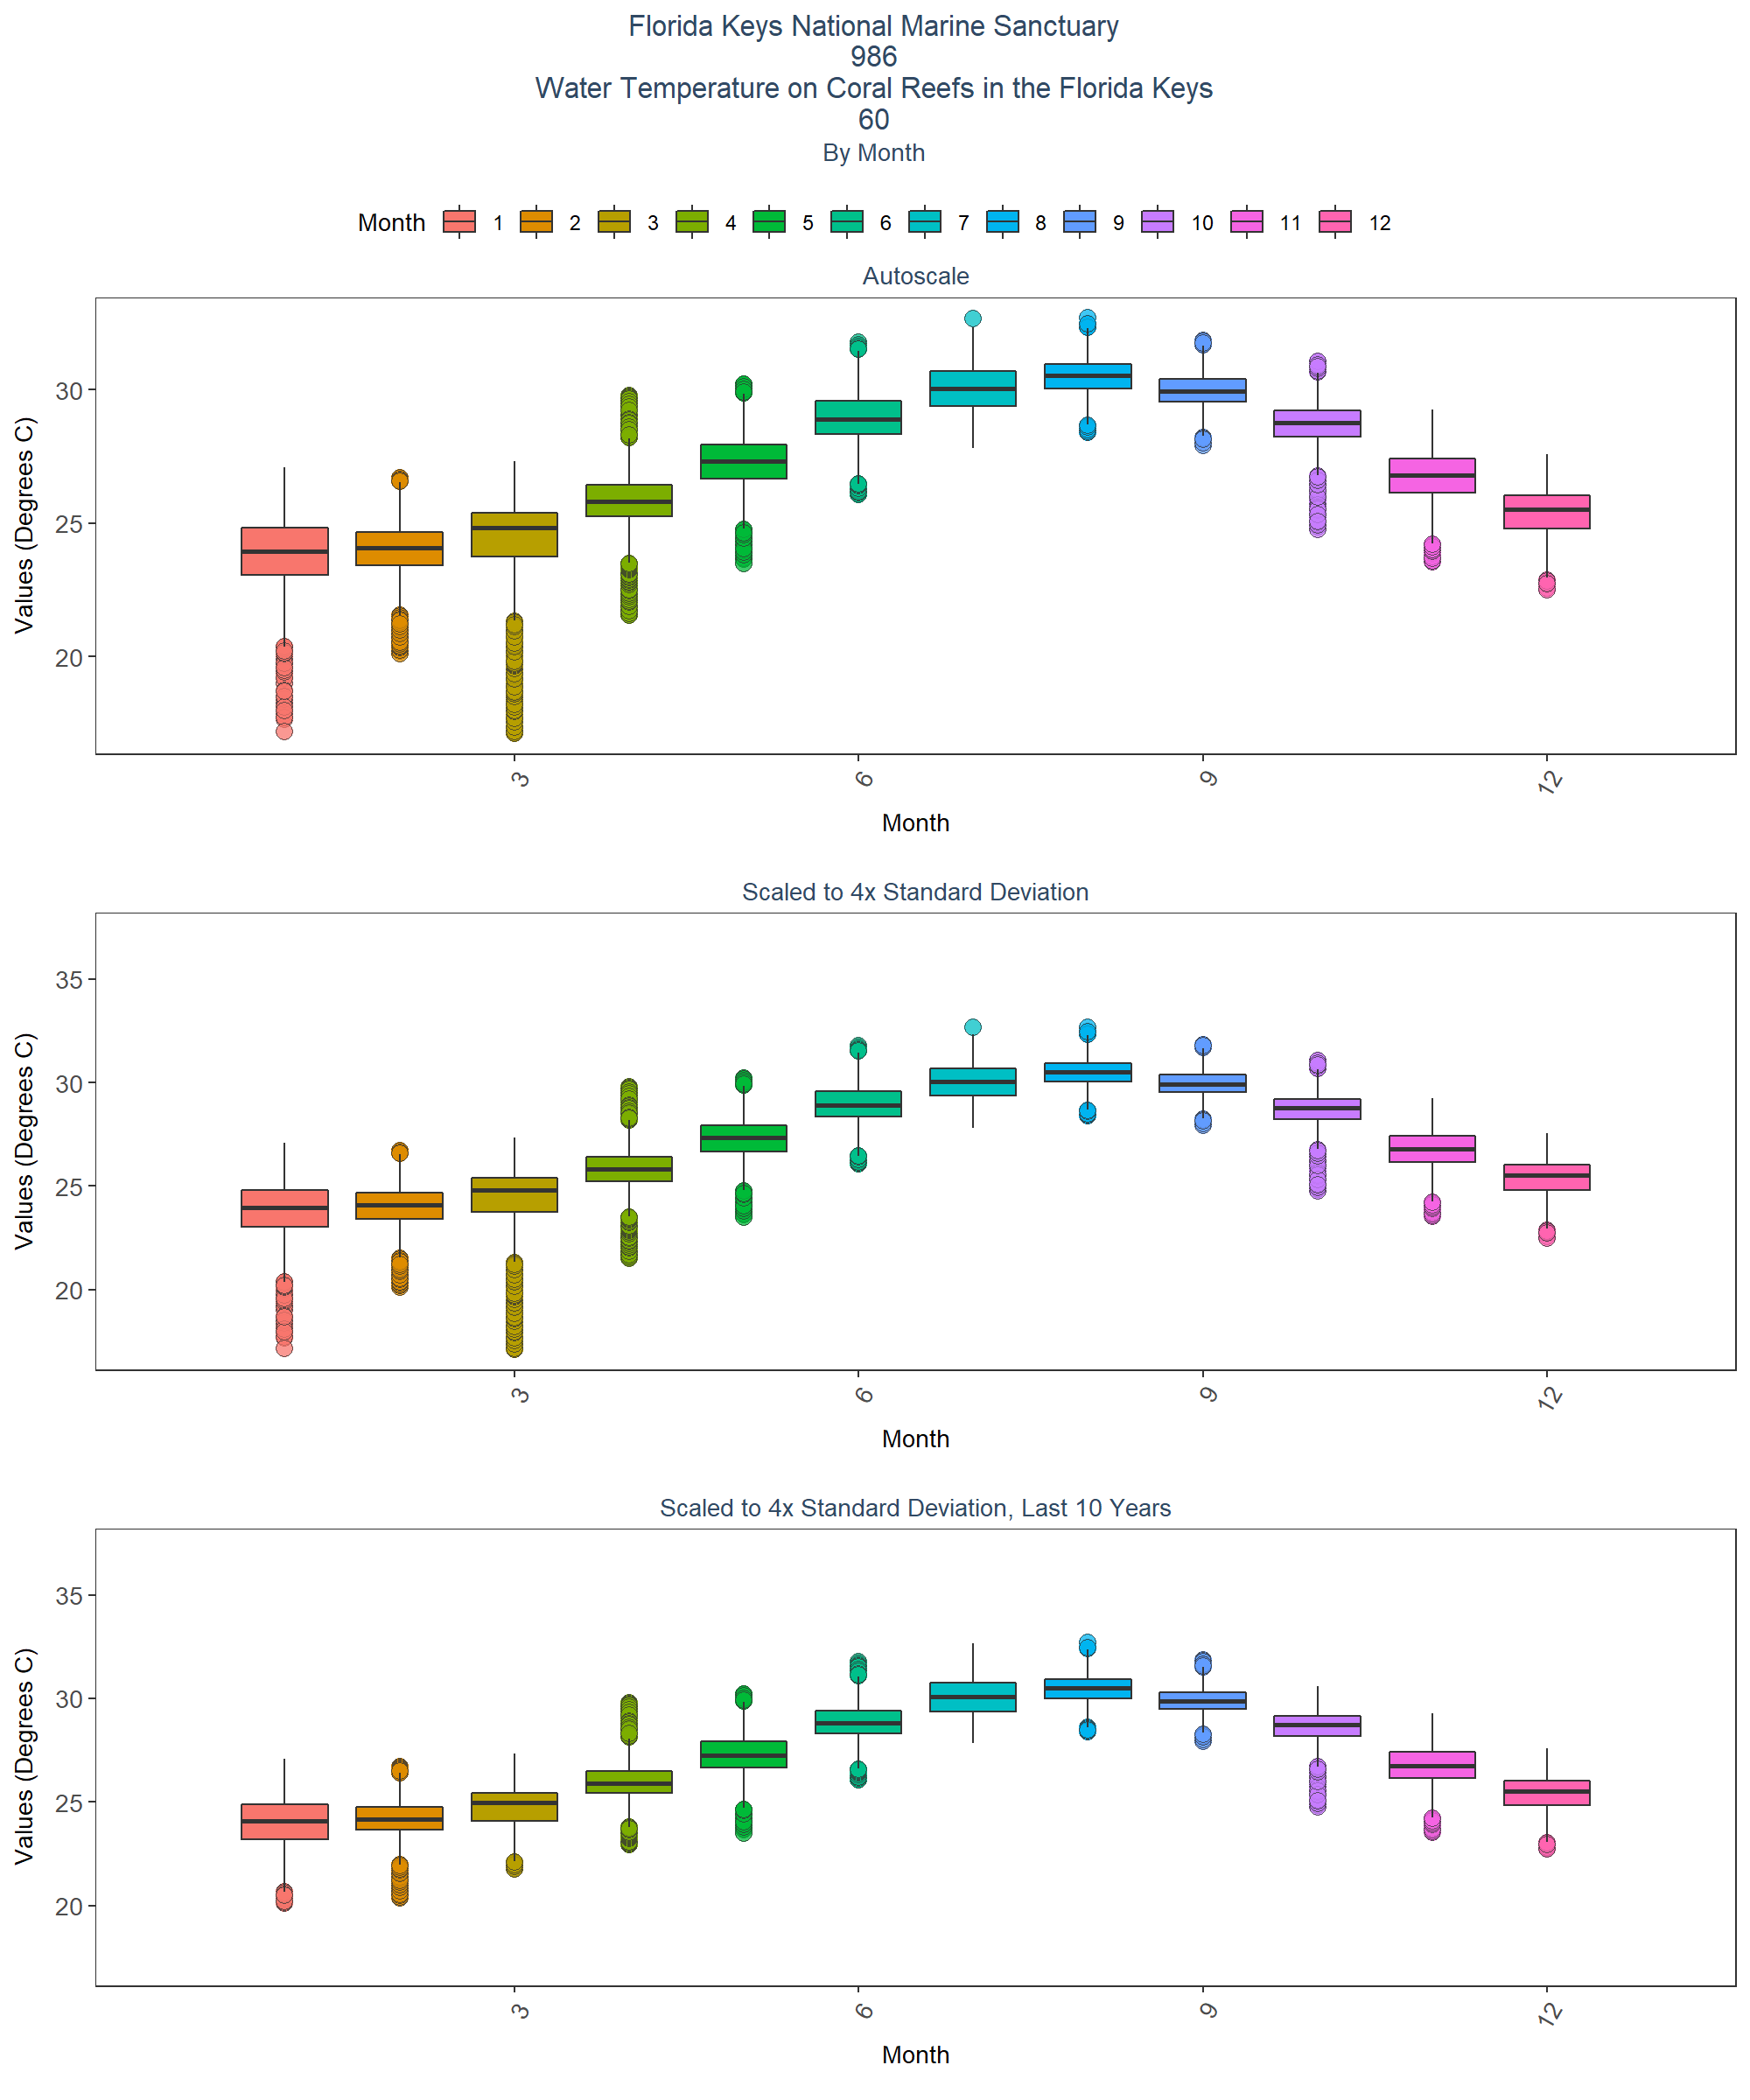 Florida Keys National Marine Sanctuary
986
Water Temperature on Coral Reefs in the Florida Keys
60
By Month
Month 1 2 3 4 5 6 7 8 9 10 11 12
Autoscale
Values (Degrees C)
30
25
20
3 6 9 12
Month
Scaled to 4x Standard Deviation
Values (Degrees C)
35
30
25
20
3 6 9 12
Month
Scaled to 4x Standard Deviation, Last 10 Years
Values (Degrees C)
35
30
25
20
3 6 9 12
Month